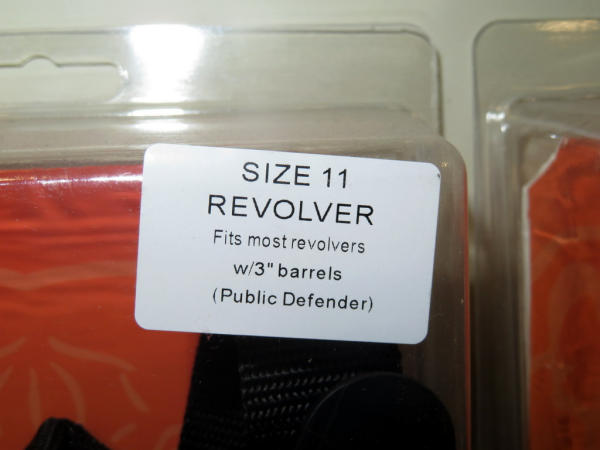 SIZE 11
REVOLVER
Fits most revolvers
w/3" barrels
(Public Defender)